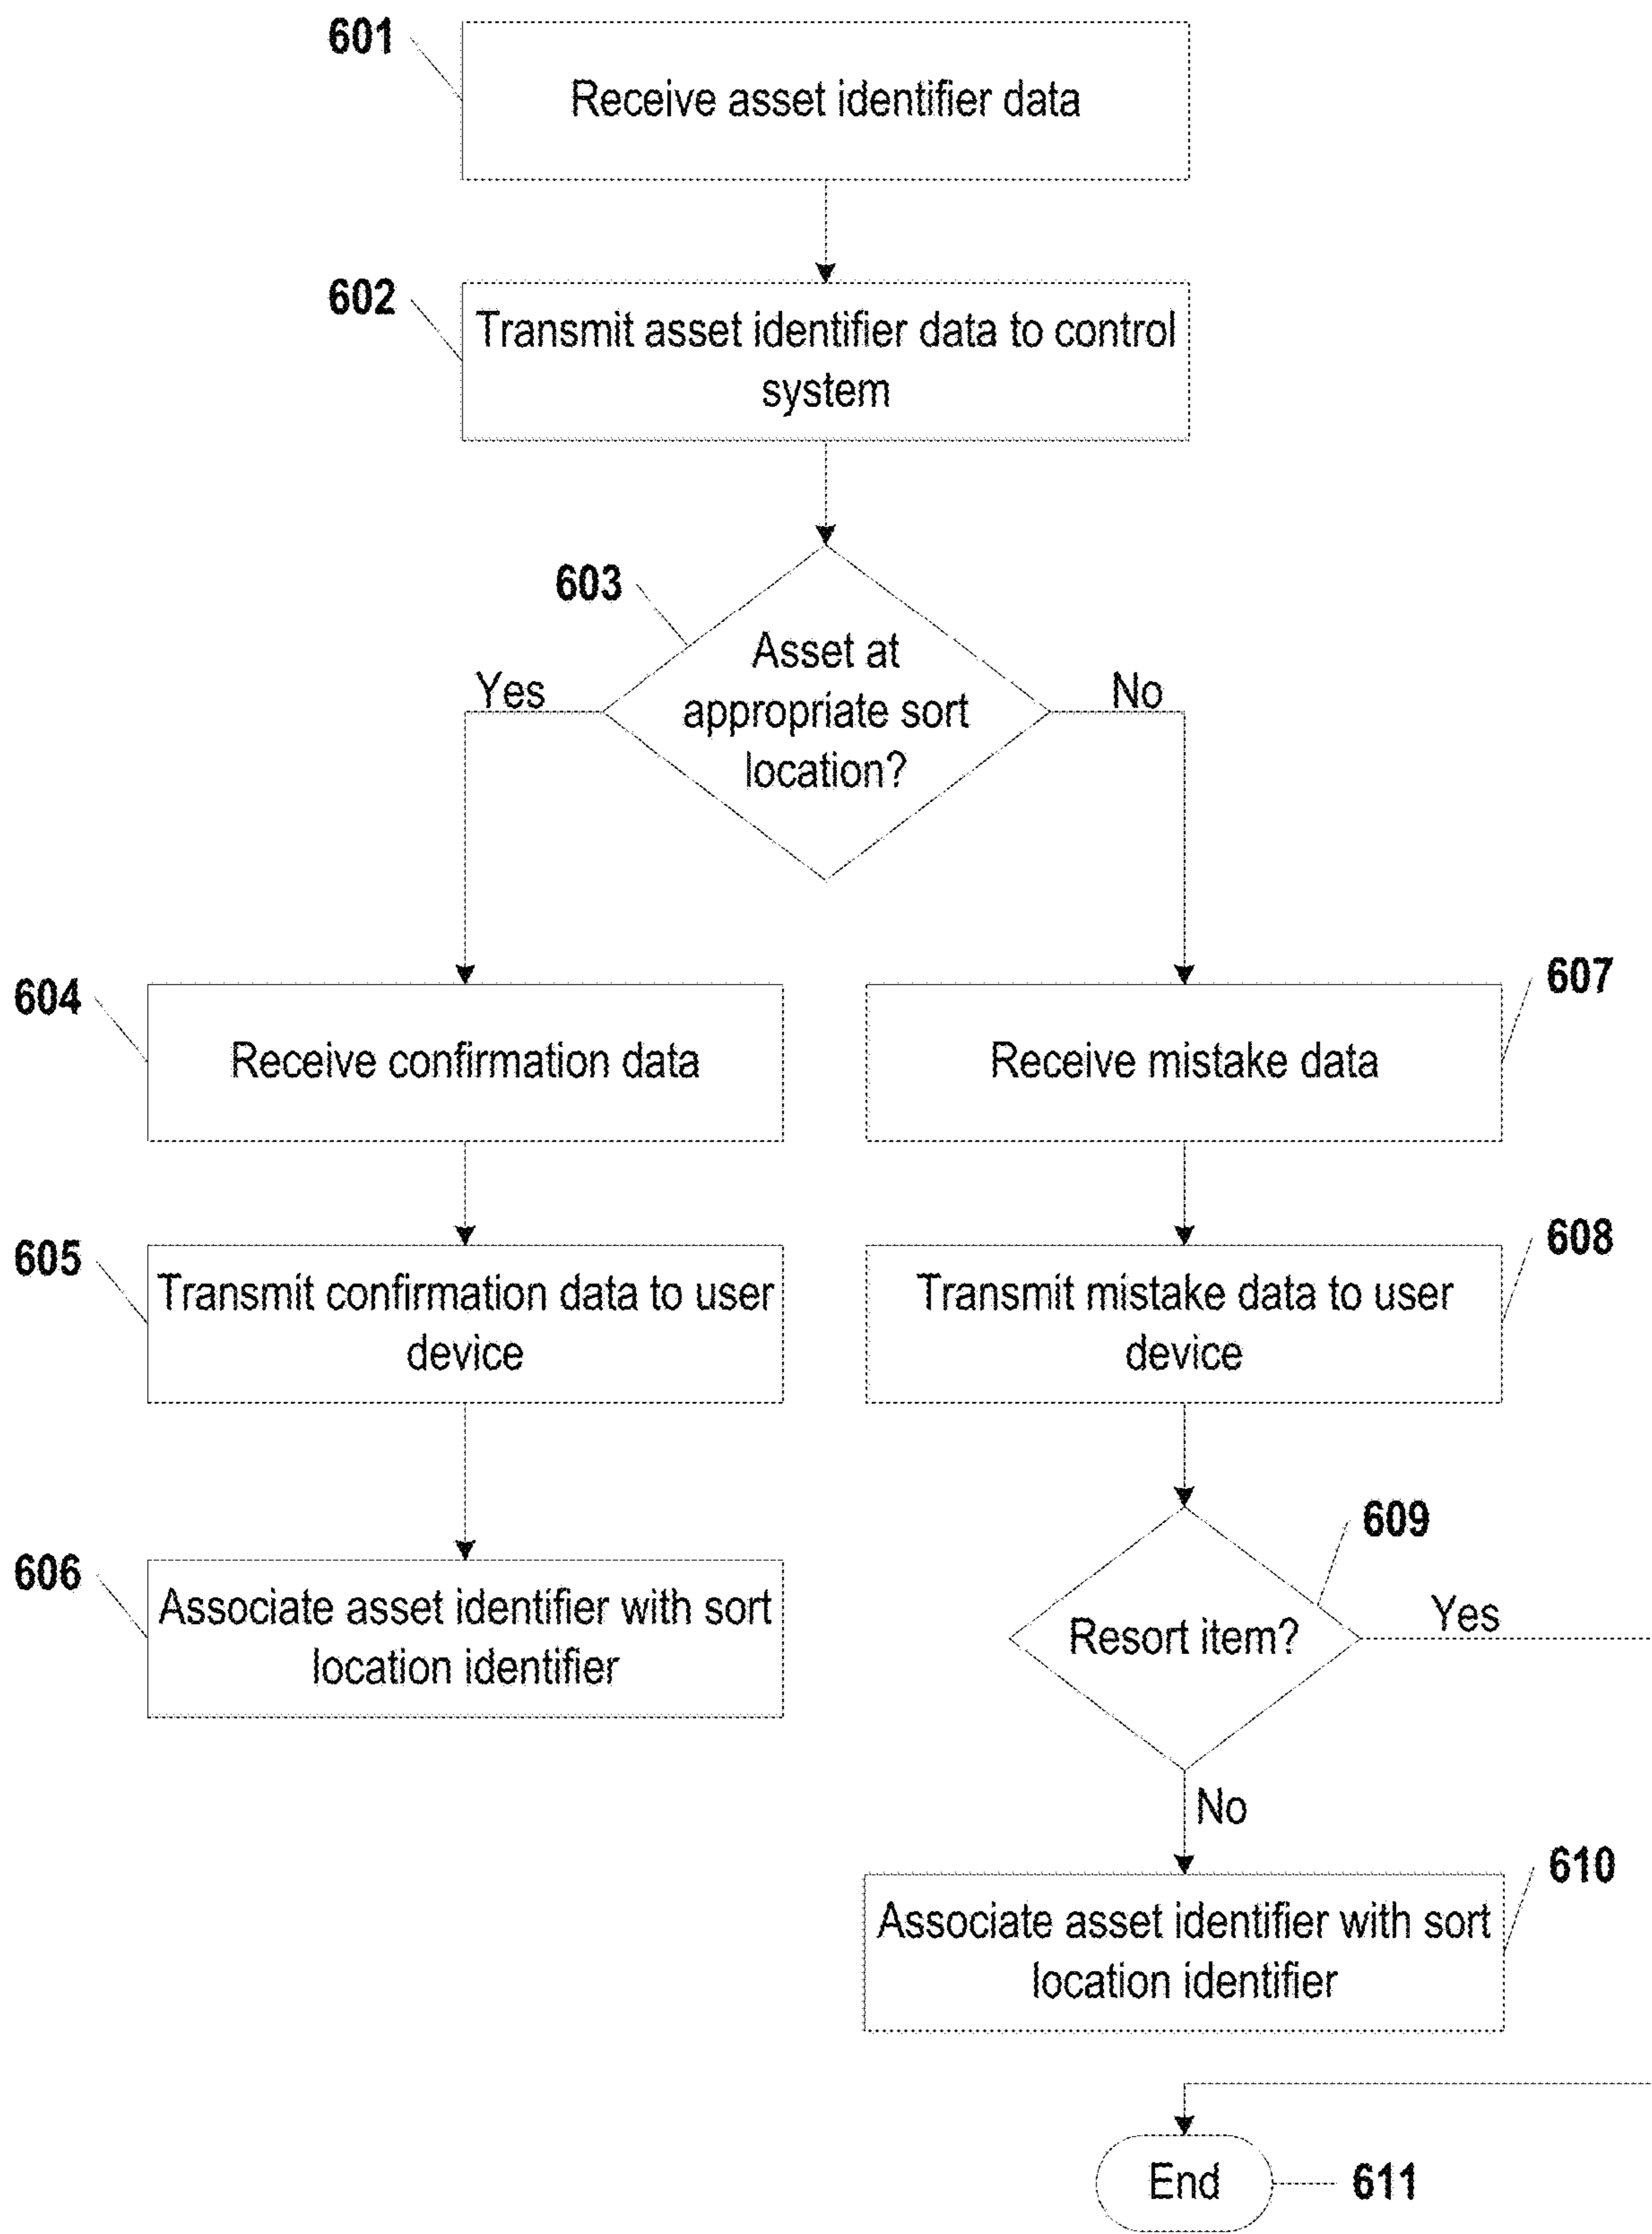 601
Receive asset identifier data
602
Transmit asset identifier data to control
system
603
Asset at
appropriate sort
location?
Yes
No
604
Receive confirmation data
607
Receive mistake data
605
Transmit confirmation data to user
device
608
Transmit mistake data to user
device
606
Associate asset identifier with sort
location identifier
609
Resort item?
Yes
No
610
Associate asset identifier with sort
location identifier
End
611